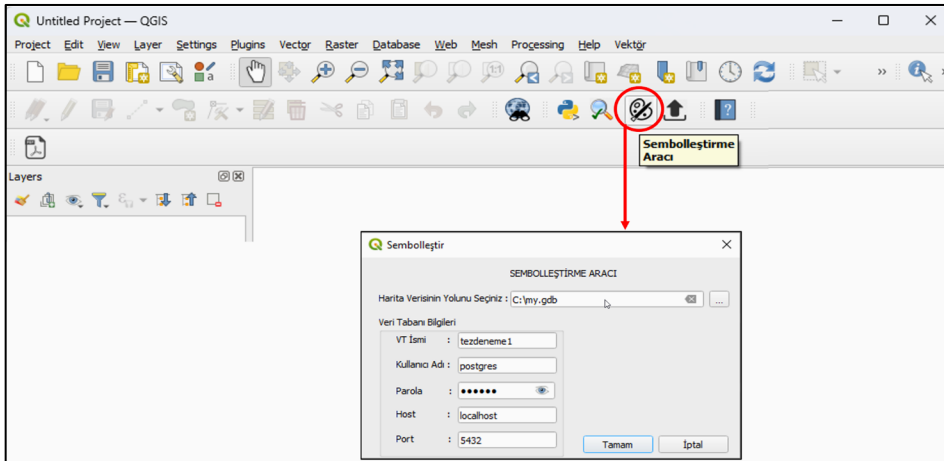 Untitled Project — QGIS
Project Edit View Layer Settings Plugins Vector Raster Database Web Mesh Processing Help Vektör
Sembolleştirme
Aracı
Layers
Sembolleştir
SEMBOLLEŞTİRME ARACI
Harita Verisinin Yolunu Seçiniz : C:\my.gdb ...
Veri Tabanı Bilgileri
VT İsmi : tezdeneme1
Kullanıcı Adı : postgres
Parola : ●●●●●●
Host : localhost
Port : 5432
Tamam İptal